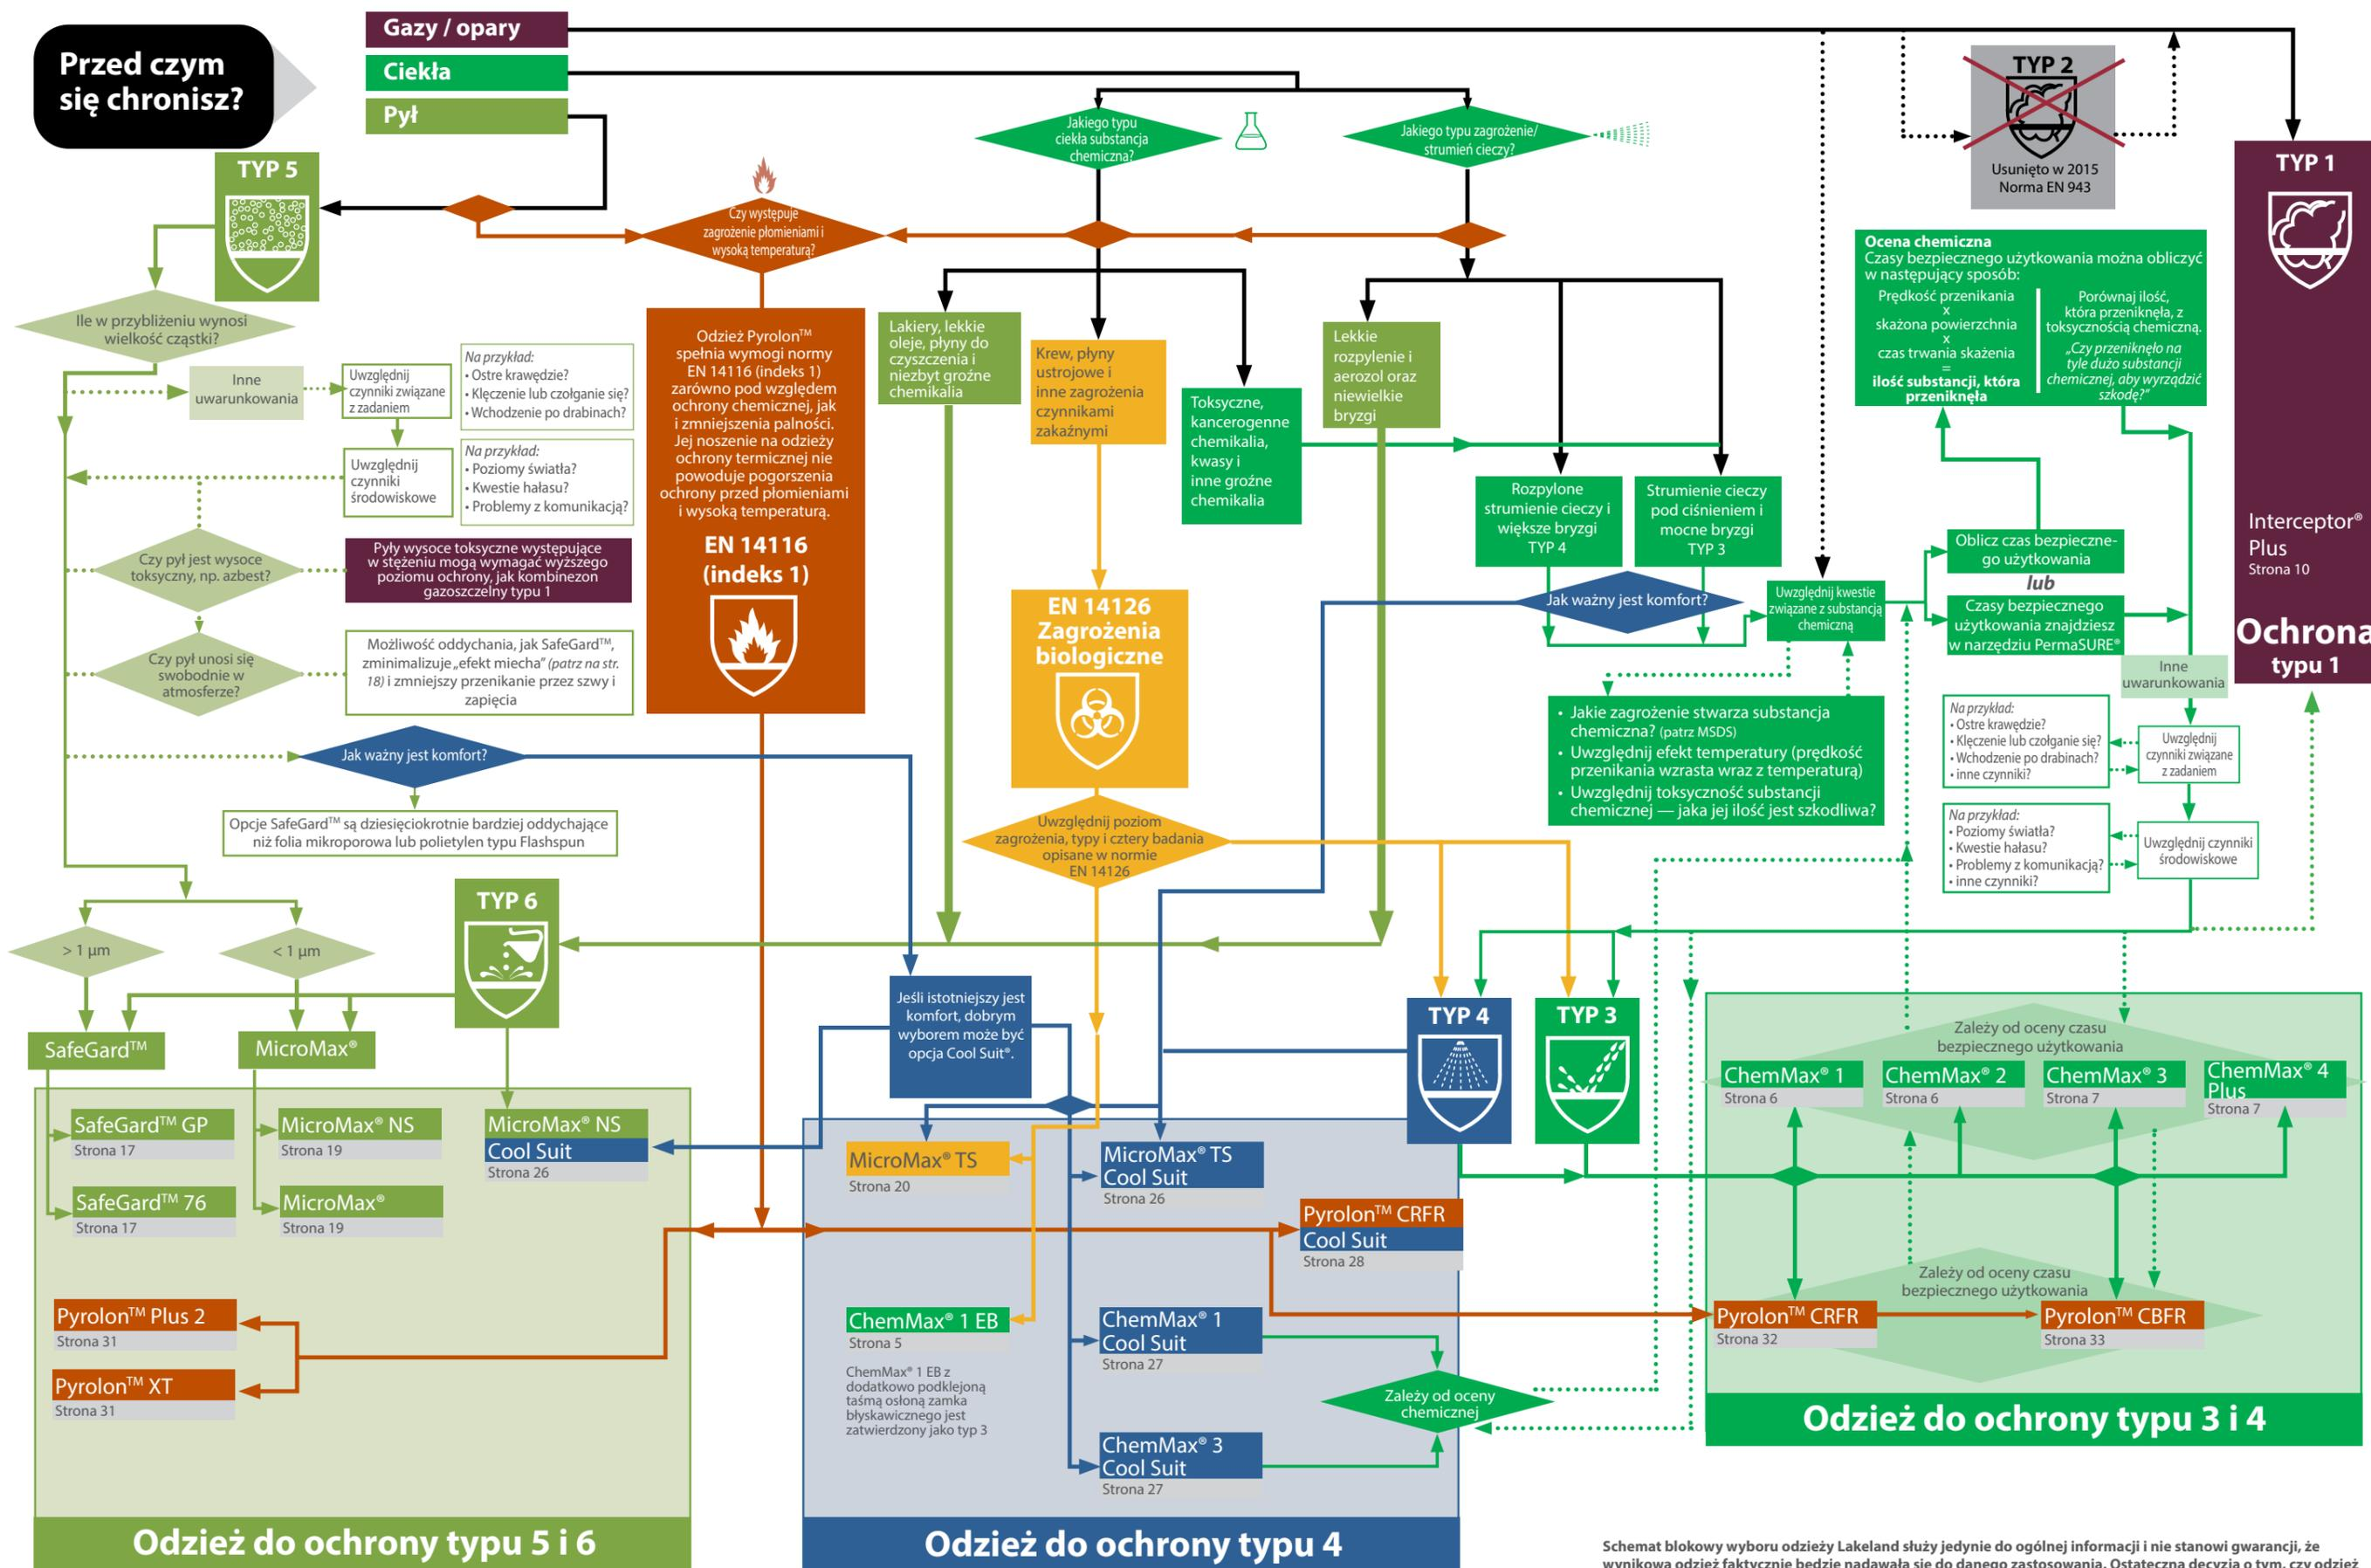 Przed czym
się chronisz?
Gazy / opary
Ciekła
Pył
Jakiego typu
ciekła substancja
chemiczna?
Jakiego typu zagrożenie/
strumień cieczy?
TYP 2
Usunięto w 2015
Norma EN 943
TYP 1
Interceptor®
Plus
Strona 10
Ochrona
typu 1
TYP 5
Czy występuje
zagrożenie płomieniami i
wysoką temperaturą?
Ocena chemiczna
Czasy bezpiecznego użytkowania można obliczyć
w następujący sposób:
Prędkość przenikania
x
skażona powierzchnia
x
czas trwania skażenia
=
ilość substancji, która
przeniknęła
Porównaj ilość,
która przeniknęła, z
toksycznością chemiczną.
„Czy przeniknęło na
tyle dużo substancji
chemicznej, aby wyrządzić
szkodę?”
Ile w przybliżeniu wynosi
wielkość cząstki?
Inne
uwarunkowania
Uwzględnij
czynniki związane
z zadaniem
Na przykład:
• Ostre krawędzie?
• Klęczenie lub czołganie się?
• Wchodzenie po drabinach?
Uwzględnij
czynniki
środowiskowe
Na przykład:
• Poziomy światła?
• Kwestie hałasu?
• Problemy z komunikacją?
Czy pył jest wysoce
toksyczny, np. azbest?
Pyły wysoce toksyczne występujące
w stężeniu mogą wymagać wyższego
poziomu ochrony, jak kombinezon
gazoszczelny typu 1
Czy pył unosi się
swobodnie w
atmosferze?
Możliwość oddychania, jak SafeGard™,
zminimalizuje „efekt miecha” (patrz na str.
18) i zmniejszy przenikanie przez szwy i
zapięcia
Jak ważny jest komfort?
Opcje SafeGard™ są dziesięciokrotnie bardziej oddychające
niż folia mikroporowa lub polietylen typu Flashspun
Odzież Pyrolon™
spełnia wymogi normy
EN 14116 (indeks 1)
zarówno pod względem
ochrony chemicznej, jak
i zmniejszenia palności.
Jej noszenie na odzieży
ochrony termicznej nie
powoduje pogorszenia
ochrony przed płomieniami
i wysoką temperaturą.
EN 14116
(indeks 1)
Lakiery, lekkie
oleje, płyny do
czyszczenia i
niezbyt groźne
chemikalia
Krew, płyny
ustrojowe i
inne zagrożenia
czynnikami
zakaźnymi
Toksyczne,
kancerogenne
chemikalia,
kwasy i
inne groźne
chemikalia
Lekkie
rozpylenie i
aerozol oraz
niewielkie
bryzgi
Rozpylone
strumienie cieczy i
większe bryzgi
TYP 4
Strumienie cieczy
pod ciśnieniem i
mocne bryzgi
TYP 3
Jak ważny jest komfort?
Uwzględnij kwestie
związane z substancją
chemiczną
Oblicz czas bezpieczne-
go użytkowania
lub
Czasy bezpiecznego
użytkowania znajdziesz
w narzędziu PermaSURE®
Inne
uwarunkowania
EN 14126
Zagrożenia
biologiczne
• Jakie zagrożenie stwarza substancja
chemiczna? (patrz MSDS)
• Uwzględnij efekt temperatury (prędkość
przenikania wzrasta wraz z temperaturą)
• Uwzględnij toksyczność substancji
chemicznej — jaka jej ilość jest szkodliwa?
Na przykład:
• Ostre krawędzie?
• Klęczenie lub czołganie się?
• Wchodzenie po drabinach?
• inne czynniki?
Uwzględnij
czynniki związane
z zadaniem
Na przykład:
• Poziomy światła?
• Kwestie hałasu?
• Problemy z komunikacją?
• inne czynniki?
Uwzględnij czynniki
środowiskowe
Uwzględnij poziom
zagrożenia, typy i cztery badania
opisane w normie
EN 14126
> 1 µm
< 1 µm
TYP 6
SafeGard™
MicroMax®
Jeśli istotniejszy jest
komfort, dobrym
wyborem może być
opcja Cool Suit®.
TYP 4
TYP 3
Zależy od oceny czasu
bezpiecznego użytkowania
ChemMax® 1
Strona 6
ChemMax® 2
Strona 6
ChemMax® 3
Strona 7
ChemMax® 4
Plus
Strona 7
SafeGard™ GP
Strona 17
MicroMax® NS
Strona 19
MicroMax® NS
Cool Suit
Strona 26
SafeGard™ 76
Strona 17
MicroMax®
Strona 19
MicroMax® TS
Strona 20
MicroMax® TS
Cool Suit
Strona 26
Pyrolon™ CRFR
Cool Suit
Strona 28
Zależy od oceny czasu
bezpiecznego użytkowania
Pyrolon™ CRFR
Strona 32
Pyrolon™ CBFR
Strona 33
Pyrolon™ Plus 2
Strona 31
Pyrolon™ XT
Strona 31
ChemMax® 1 EB
Strona 5
ChemMax® 1 EB z
dodatkowo podklejoną
taśmą osłoną zamka
błyskawicznego jest
zatwierdzony jako typ 3
ChemMax® 1
Cool Suit
Strona 27
ChemMax® 3
Cool Suit
Strona 27
Zależy od oceny
chemicznej
Odzież do ochrony typu 3 i 4
Odzież do ochrony typu 5 i 6
Odzież do ochrony typu 4
Schemat blokowy wyboru odzieży Lakeland służy jedynie do ogólnej informacji i nie stanowi gwarancji, że
wynikowa odzież faktycznie będzie nadawała się do danego zastosowania. Ostateczna decyzja o tym, czy odzież